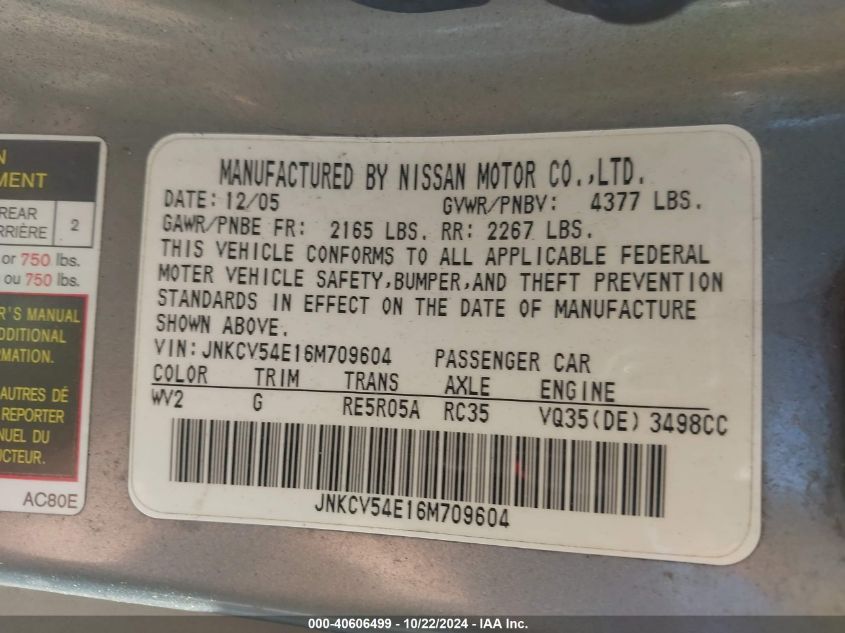 N
MENT
REAR
RRIÈRE
2
or 750 lbs.
ou 750 lbs.
R'S MANUAL
DDITIONAL
RMATION.
AUTRES DÉ
REPORTER
NUEL DU
UCTEUR.
AC80E
MANUFACTURED BY NISSAN MOTOR CO.,LTD.
DATE: 12/05 GVWR/PNBV: 4377 LBS.
GAWR/PNBE FR: 2165 LBS. RR: 2267 LBS.
THIS VEHICLE CONFORMS TO ALL APPLICABLE FEDERAL
MOTER VEHICLE SAFETY,BUMPER,AND THEFT PREVENTION
STANDARDS IN EFFECT ON THE DATE OF MANUFACTURE
SHOWN ABOVE.
VIN:JNKCV54E16M709604 PASSENGER CAR
COLOR TRIM TRANS AXLE ENGINE
WV2 G RE5R05A RC35 VQ35(DE) 3498CC
JNKCV54E16M709604
000-40606499 - 10/22/2024 - IAA Inc.